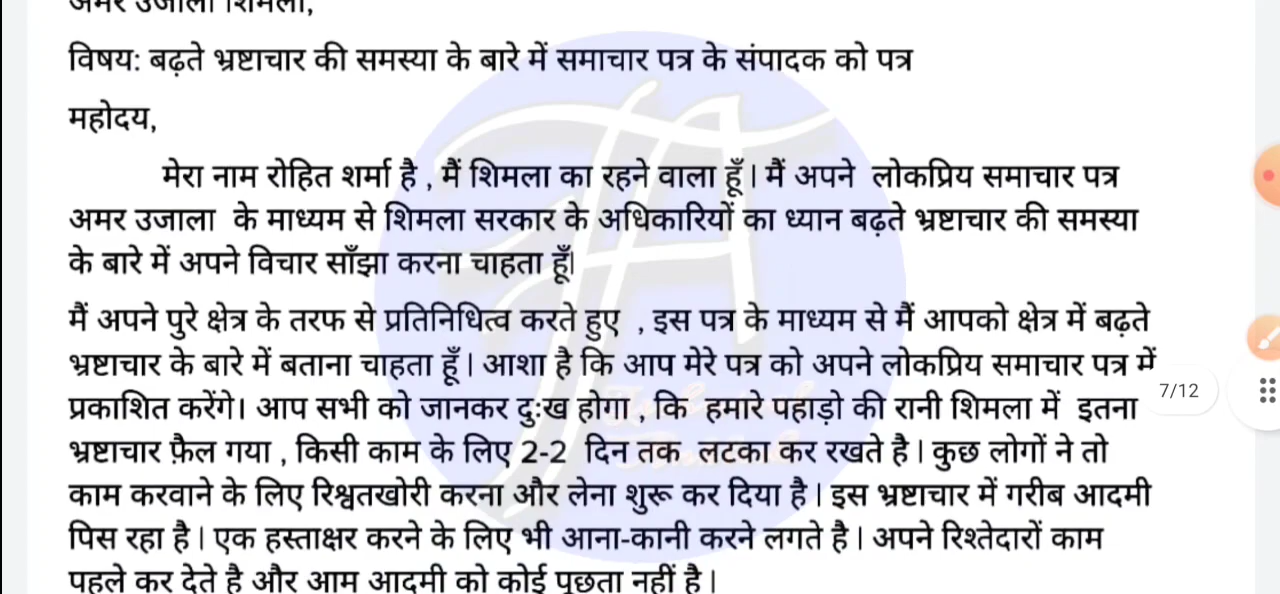 अमर उजाला शिमला,
विषय: बढ़ते भ्रष्टाचार की समस्या के बारे में समाचार पत्र के संपादक को पत्र
महोदय,
मेरा नाम रोहित शर्मा है , मैं शिमला का रहने वाला हूँ । मैं अपने लोकप्रिय समाचार पत्र
अमर उजाला के माध्यम से शिमला सरकार के अधिकारियों का ध्यान बढ़ते भ्रष्टाचार की समस्या
के बारे में अपने विचार साँझा करना चाहता हूँ।
मैं अपने पुरे क्षेत्र के तरफ से प्रतिनिधित्व करते हुए , इस पत्र के माध्यम से मैं आपको क्षेत्र में बढ़ते
भ्रष्टाचार के बारे में बताना चाहता हूँ । आशा है कि आप मेरे पत्र को अपने लोकप्रिय समाचार पत्र में
प्रकाशित करेंगे। आप सभी को जानकर दुःख होगा , कि हमारे पहाड़ो की रानी शिमला में इतना
7/12
भ्रष्टाचार फ़ैल गया , किसी काम के लिए 2-2 दिन तक लटका कर रखते है । कुछ लोगों ने तो
काम करवाने के लिए रिश्वतखोरी करना और लेना शुरू कर दिया है । इस भ्रष्टाचार में गरीब आदमी
पिस रहा है । एक हस्ताक्षर करने के लिए भी आना-कानी करने लगते है । अपने रिश्तेदारों काम
पहले कर देते है और आम आदमी को कोई पूछता नहीं है ।